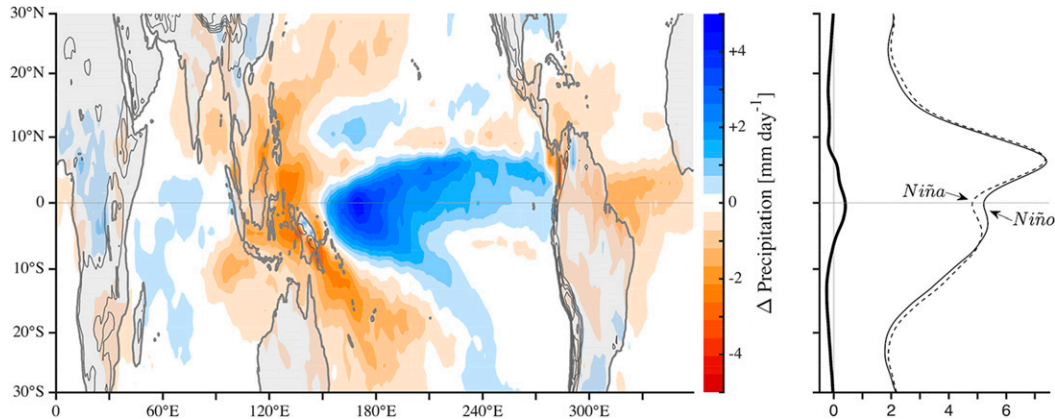 30°N
20°N
10°N
0
10°S
20°S
30°S
0
60°E
120°E
180°E
240°E
300°E
+4
+2
0
-2
-4
Δ Precipitation [mm day⁻¹]
Niña
Niño
0
2
4
6